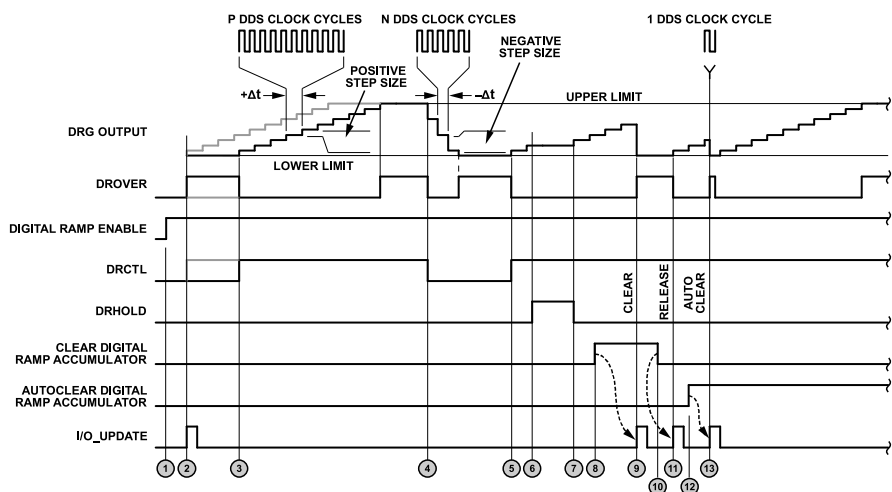 P DDS CLOCK CYCLES
N DDS CLOCK CYCLES
1 DDS CLOCK CYCLE
NEGATIVE
STEP SIZE
POSITIVE
STEP SIZE
+Δt
–Δt
UPPER LIMIT
DRG OUTPUT
LOWER LIMIT
DROVER
DIGITAL RAMP ENABLE
DRCTL
CLEAR
RELEASE
AUTO
CLEAR
DRHOLD
CLEAR DIGITAL
RAMP ACCUMULATOR
AUTOCLEAR DIGITAL
RAMP ACCUMULATOR
I/O_UPDATE
1 2 3 4 5 6 7 8 9 10 11 12 13